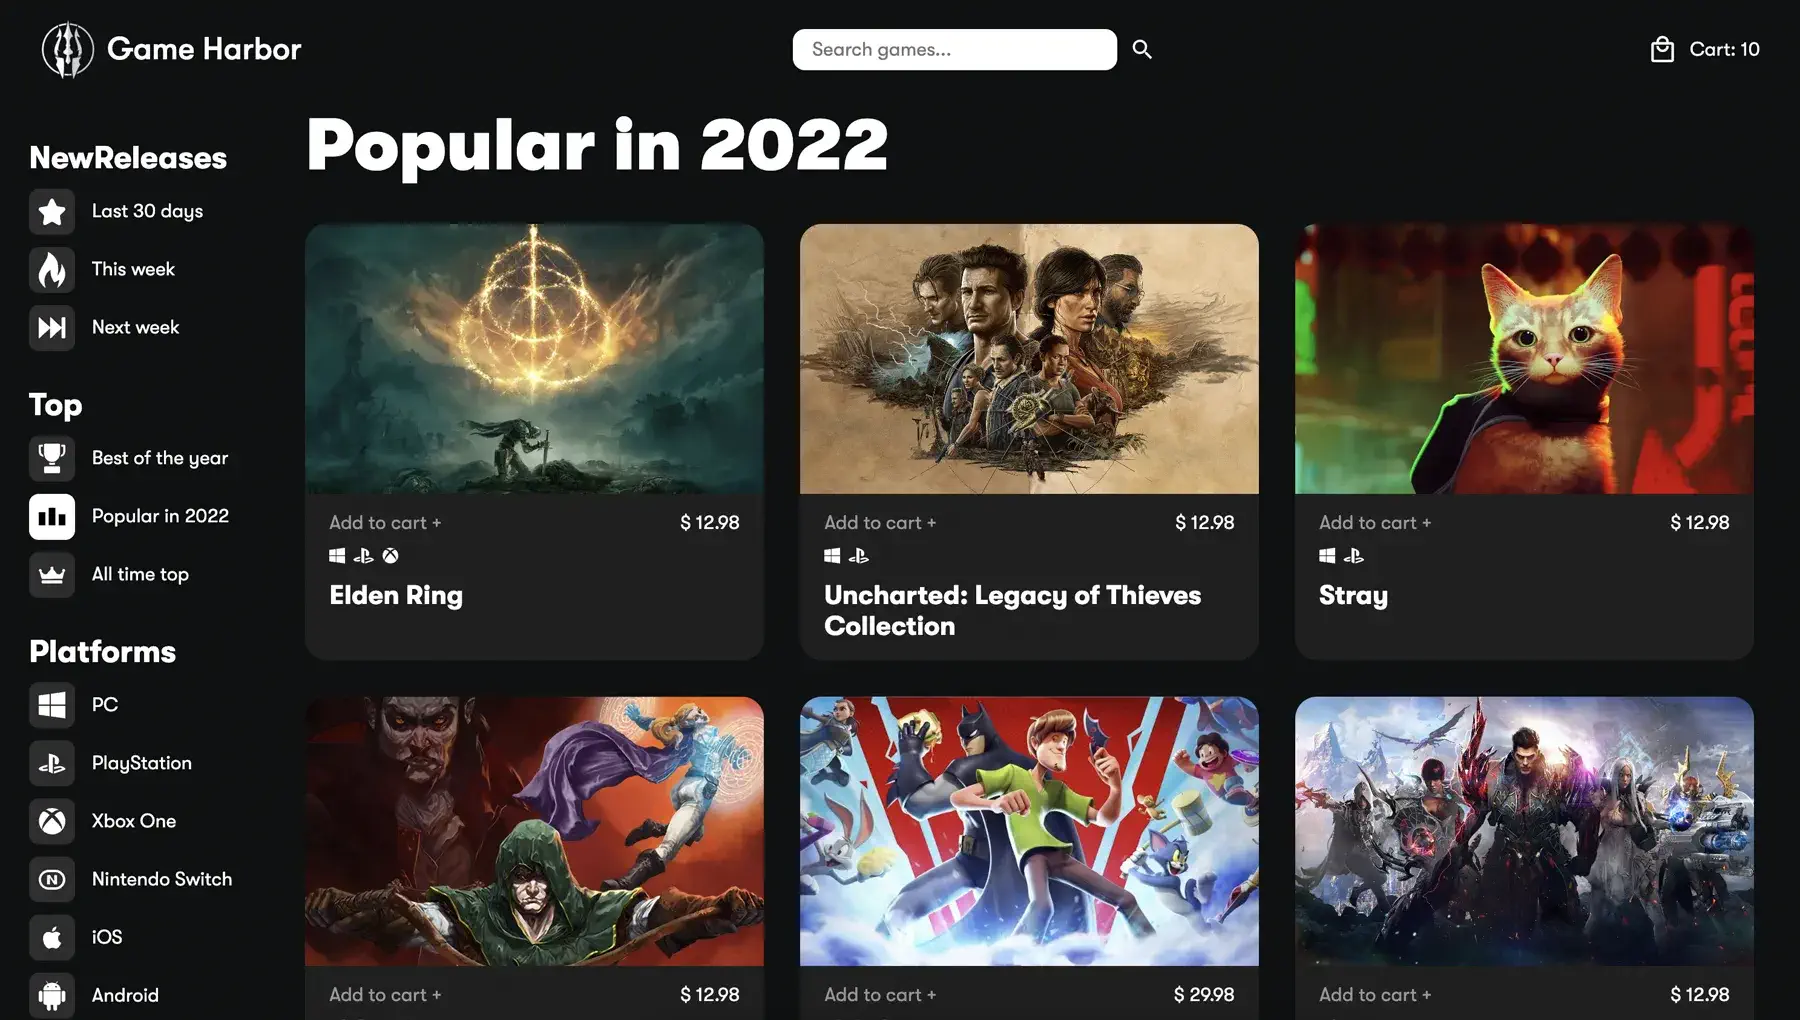 Game Harbor
Search games...
Cart: 10
NewReleases
Last 30 days
This week
Next week
Top
Best of the year
Popular in 2022
All time top
Platforms
PC
PlayStation
Xbox One
Nintendo Switch
iOS
Android
Popular in 2022
Add to cart +
$ 12.98
Elden Ring
Add to cart +
$ 12.98
Uncharted: Legacy of Thieves
Collection
Add to cart +
$ 12.98
Stray
Add to cart +
$ 12.98
Add to cart +
$ 29.98
Add to cart +
$ 12.98